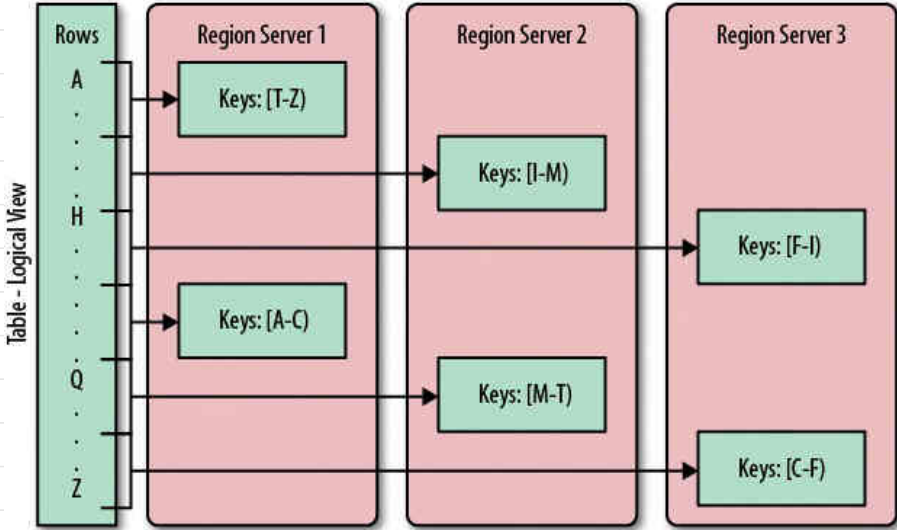 Table - Logical View
Rows
A
.
.
.
.
H
.
.
.
.
Q
.
.
.
Z
Region Server 1
Keys: [T-Z)
Keys: [A-C)
Region Server 2
Keys: [I-M)
Keys: [M-T)
Region Server 3
Keys: [F-I)
Keys: [C-F)